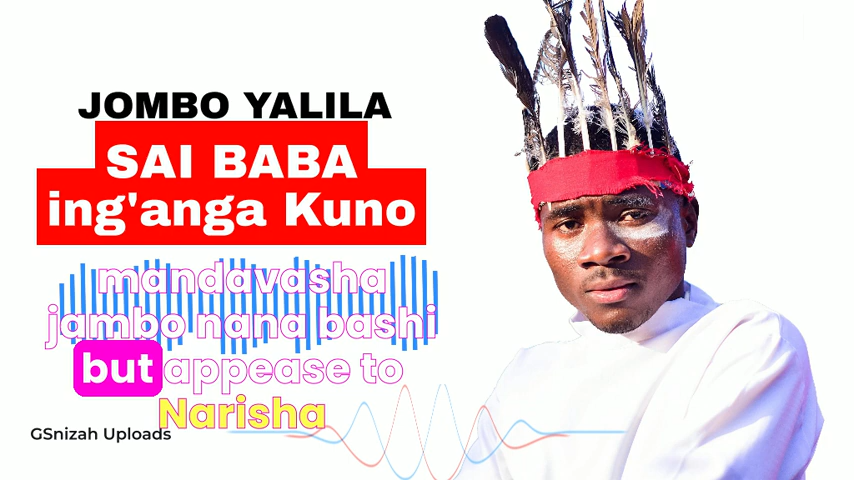 JOMBO YALILA
SAI BABA
ing'anga Kuno
mandavasha
jambo nana bashi
but appease to
Narisha
GSnizah Uploads